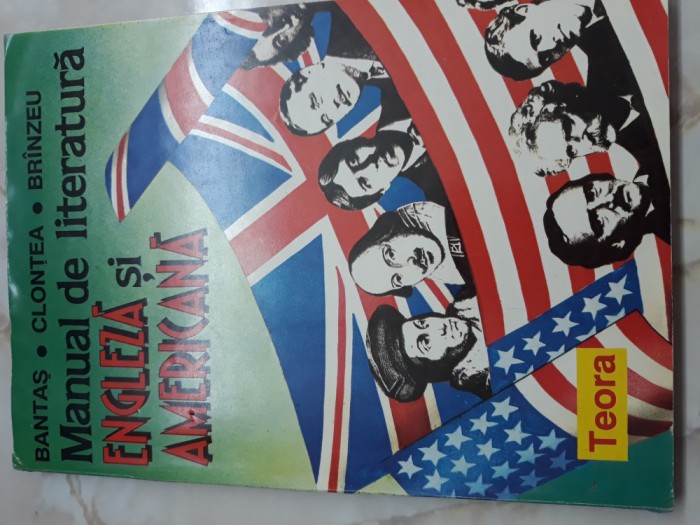 BANTAȘ • CLONȚEA • BRÎNZEU
Manual de literatură
ENGLEZĂ și
AMERICANĂ
Teora